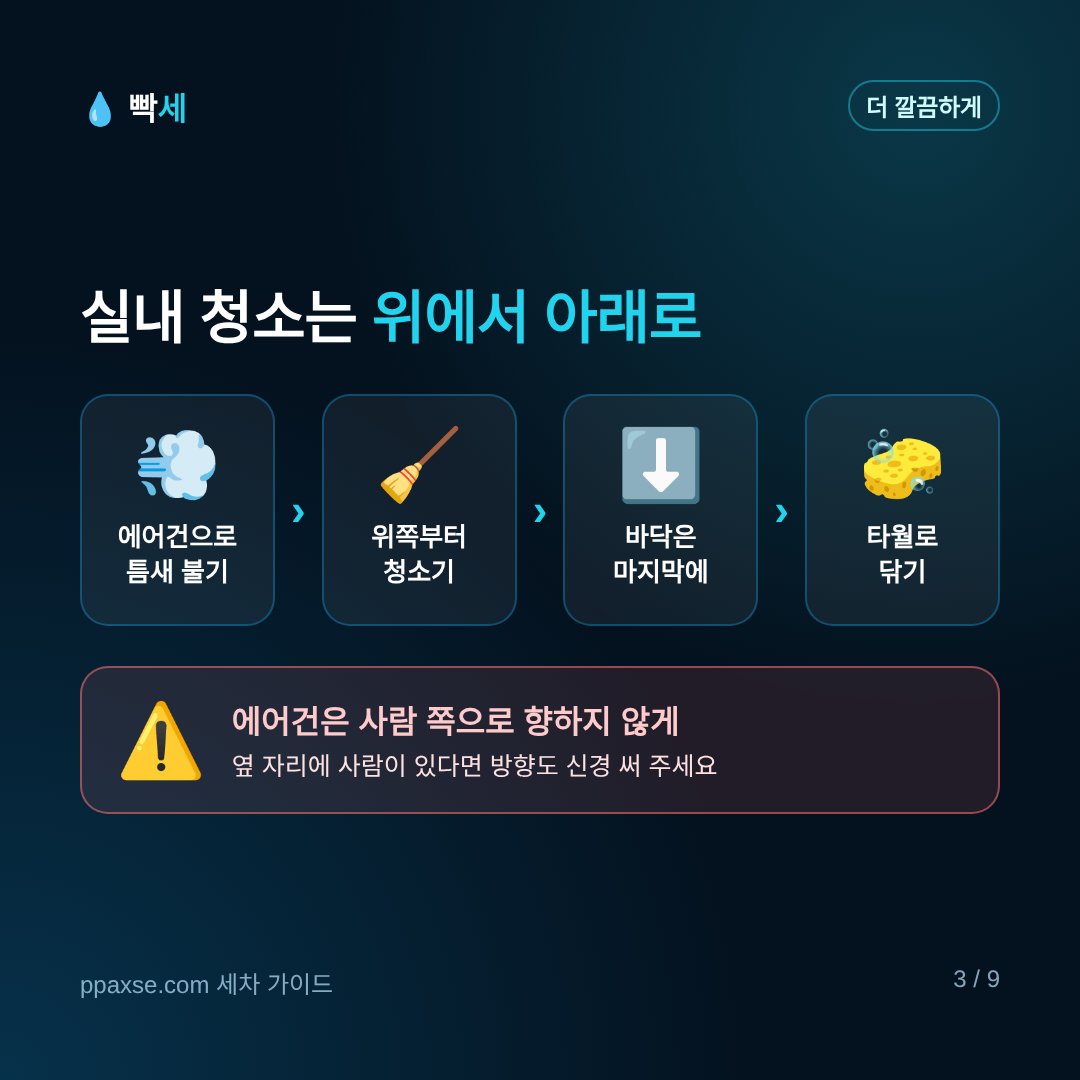 빡세
더 깔끔하게
실내 청소는 위에서 아래로
에어건으로
틈새 불기
›
위쪽부터
청소기
›
바닥은
마지막에
›
타월로
닦기
에어건은 사람 쪽으로 향하지 않게
옆 자리에 사람이 있다면 방향도 신경 써 주세요
ppaxse.com 세차 가이드
3 / 9